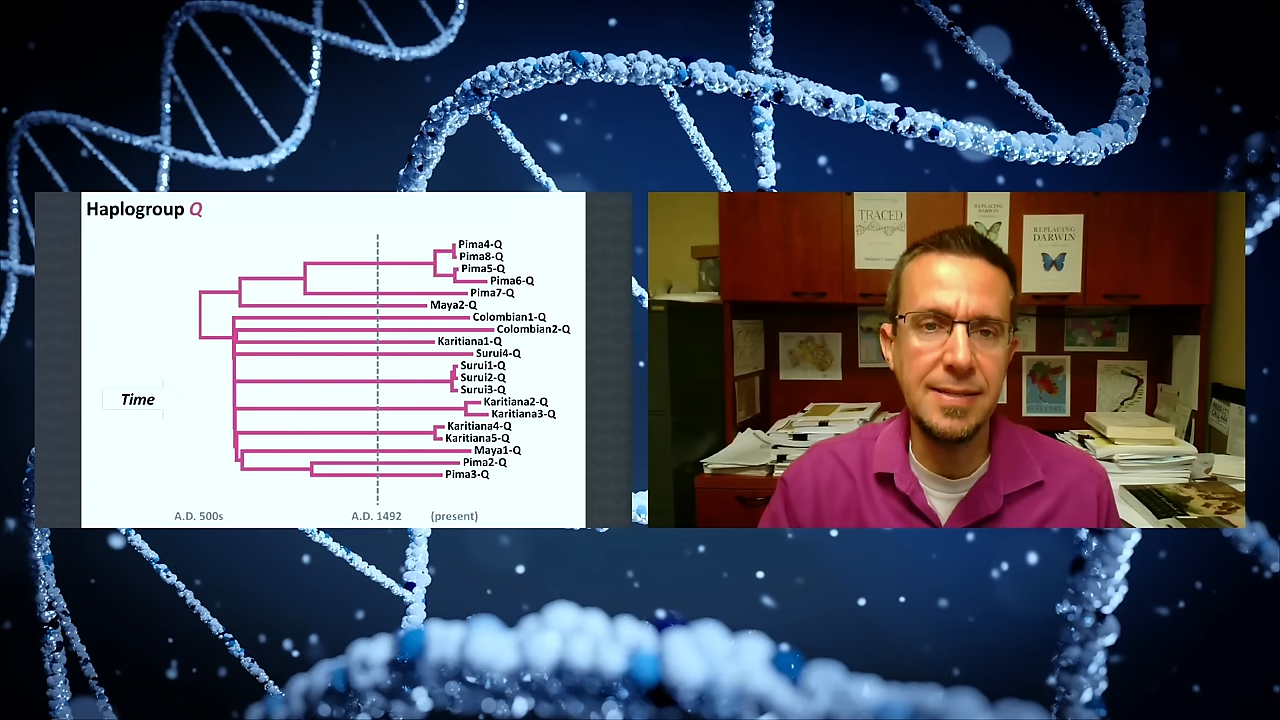 Haplogroup Q
Pima4-Q
Pima8-Q
Pima5-Q
Pima6-Q
Pima7-Q
Maya2-Q
Colombian1-Q
Colombian2-Q
Karitiana1-Q
Surui4-Q
Surui1-Q
Surui2-Q
Surui3-Q
Karitiana2-Q
Karitiana3-Q
Karitiana4-Q
Karitiana5-Q
Maya1-Q
Pima2-Q
Pima3-Q
Time
A.D. 500s
A.D. 1492
(present)
TRACED
REPLACING
DARWIN
REPLACING
DARWIN